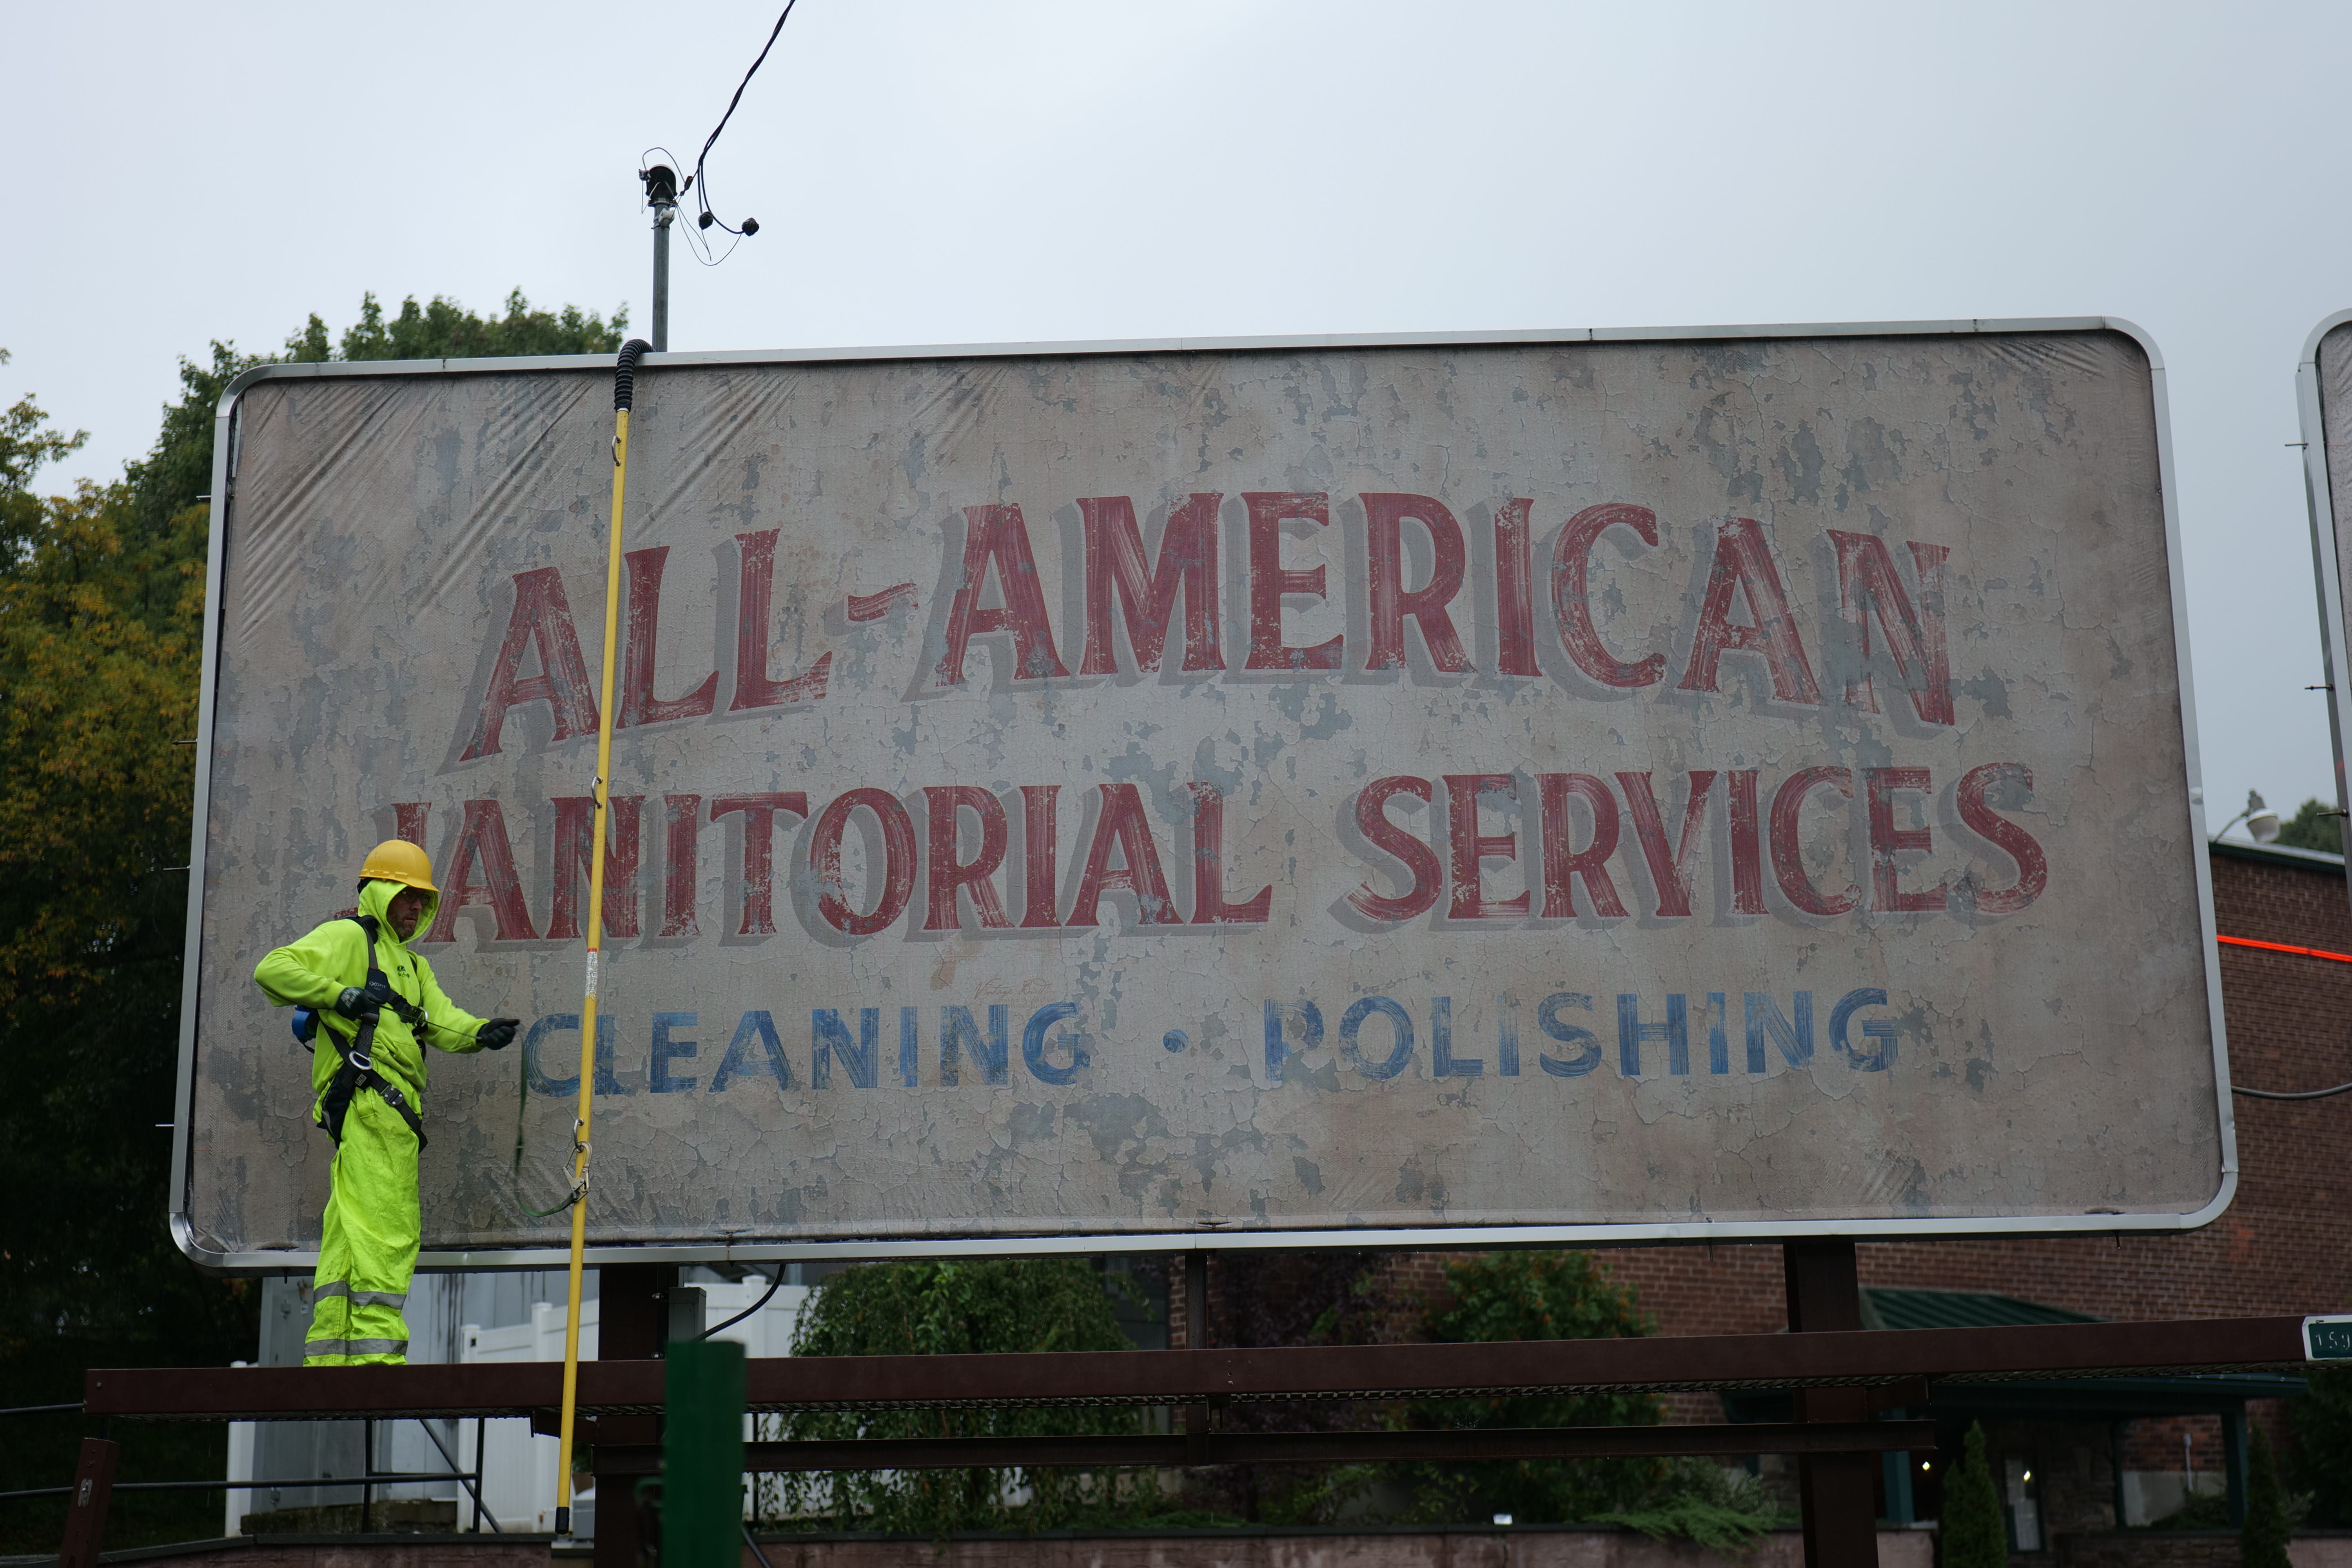 ALL-AMERICAN
JANITORIAL SERVICES
CLEANING • POLISHING